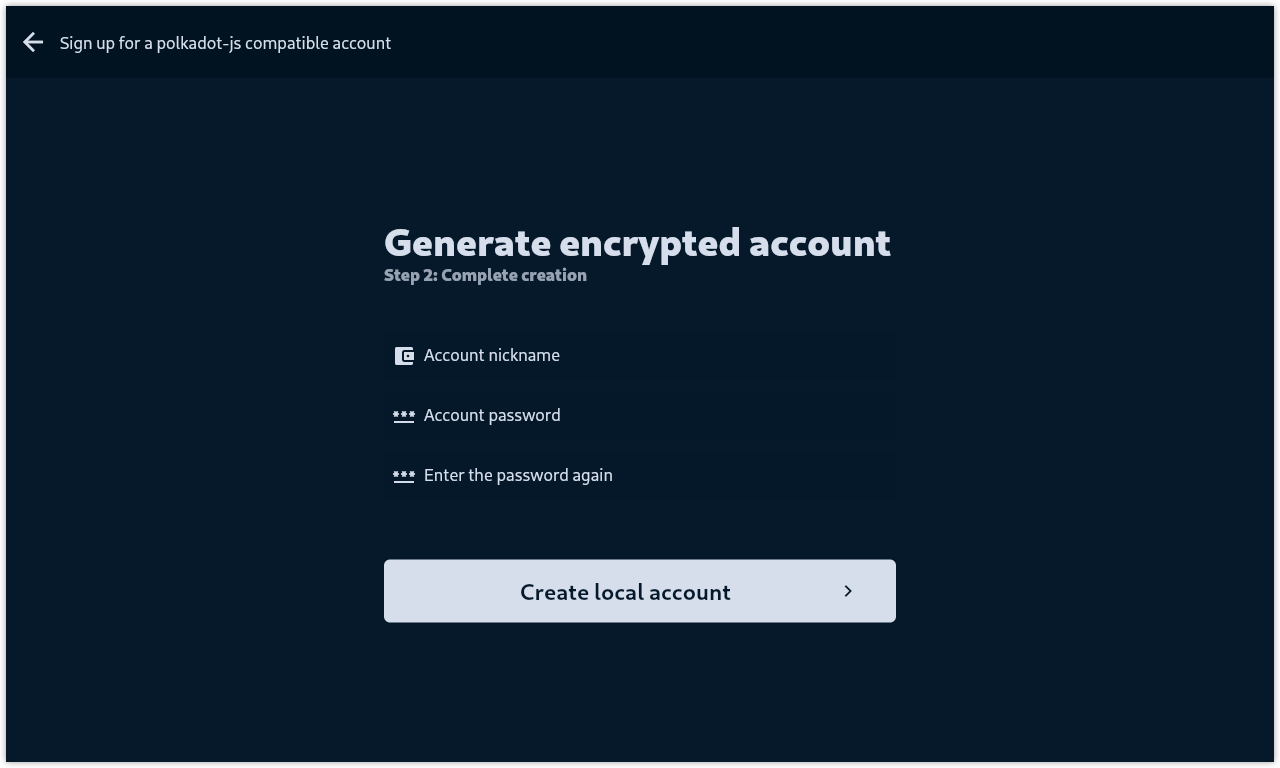 Sign up for a polkadot-js compatible account
Generate encrypted account
Step 2: Complete creation
Account nickname
Account password
Enter the password again
Create local account